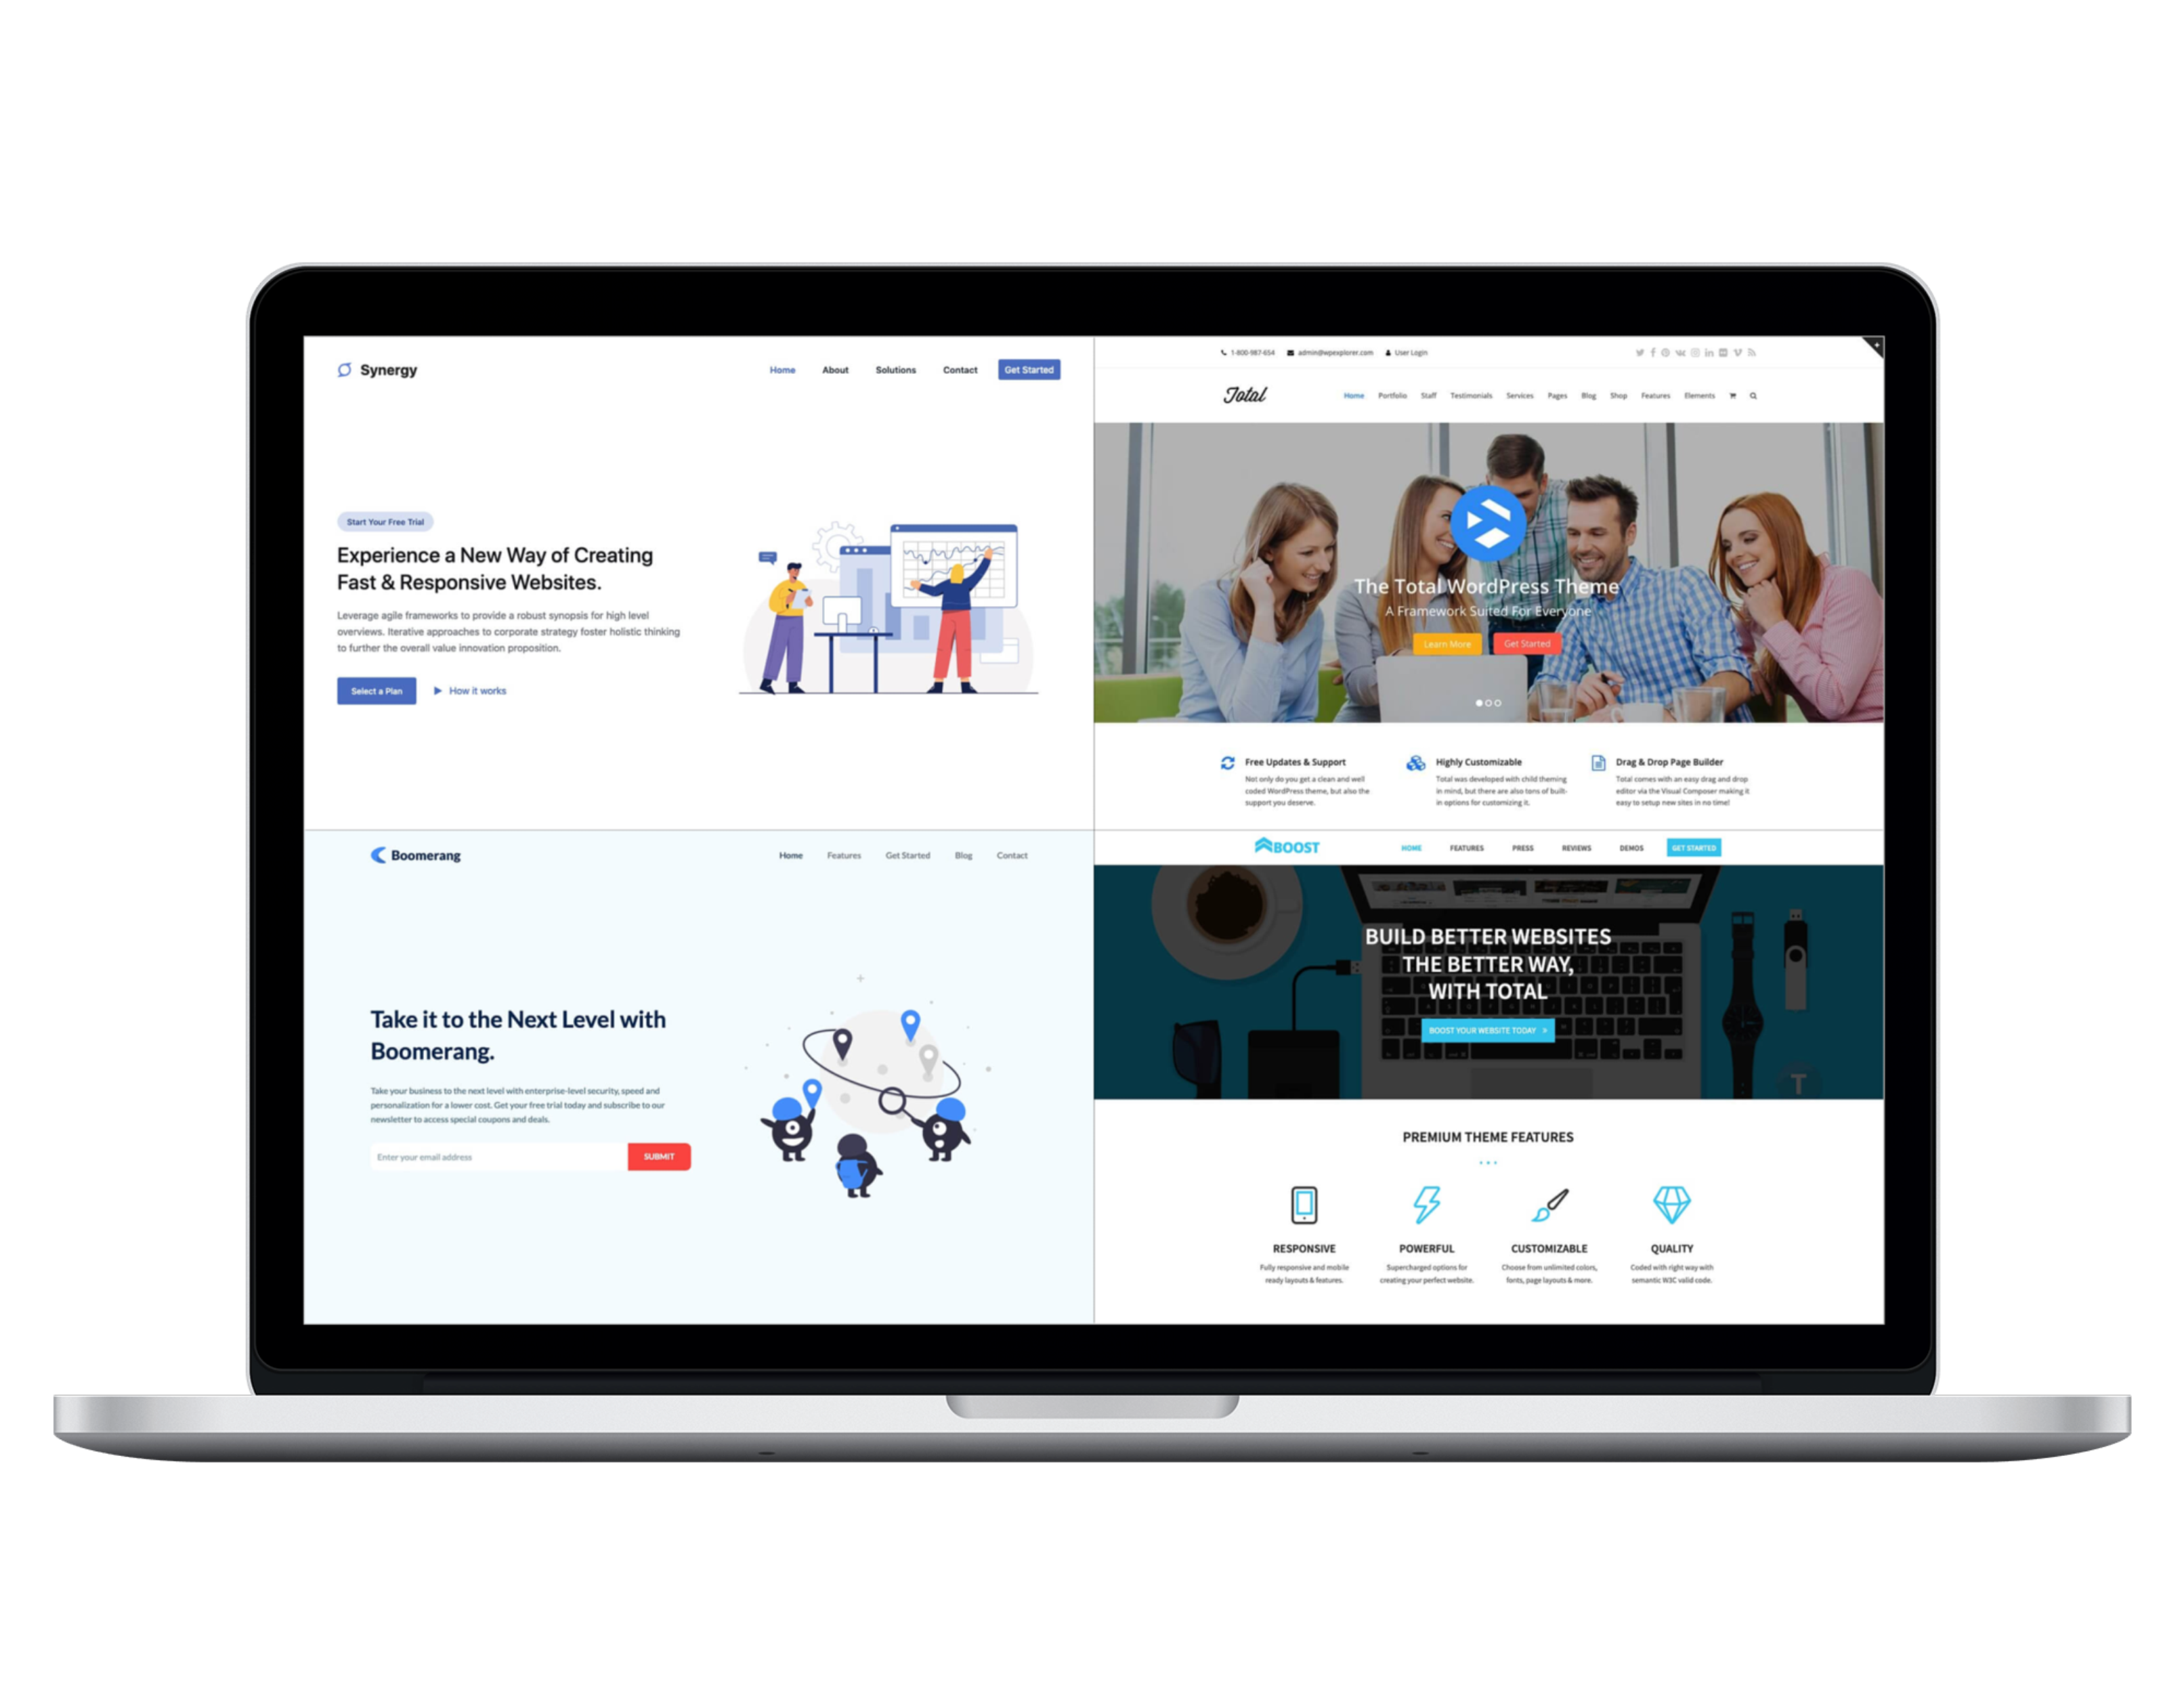 Synergy
Home About Solutions Contact Get Started
Start Your Free Trial
Experience a New Way of Creating
Fast & Responsive Websites.
Leverage agile frameworks to provide a robust synopsis for high level
overviews. Iterative approaches to corporate strategy foster holistic thinking
to further the overall value innovation proposition.
Select a Plan How it works
1-800-987-654 admin@wpexplorer.com User Login
Total
Home Portfolio Staff Testimonials Services Pages Blog Shop Features Elements
The Total WordPress Theme
A Framework Suited For Everyone
Learn More Get Started
Free Updates & Support
Not only do you get a clean and well
coded WordPress theme, but also the
support you deserve.
Highly Customizable
Total was developed with child theming
in mind, but there are also tons of built-
in options for customizing it.
Drag & Drop Page Builder
Total comes with an easy drag and drop
editor via the Visual Composer making it
easy to setup new sites in no time!
Boomerang
Home Features Get Started Blog Contact
Take it to the Next Level with
Boomerang.
Take your business to the next level with enterprise-level security, speed and
personalization for a lower cost. Get your free trial today and subscribe to our
newsletter to access special coupons and deals.
Enter your email address SUBMIT
BOOST
HOME FEATURES PRESS REVIEWS DEMOS GET STARTED
BUILD BETTER WEBSITES
THE BETTER WAY,
WITH TOTAL
BOOST YOUR WEBSITE TODAY >
T
PREMIUM THEME FEATURES
RESPONSIVE
Fully responsive and mobile
ready layouts & features.
POWERFUL
Supercharged options for
creating your perfect website.
CUSTOMIZABLE
Choose from unlimited colors,
fonts, page layouts & more.
QUALITY
Coded with right way with
semantic W3C valid code.